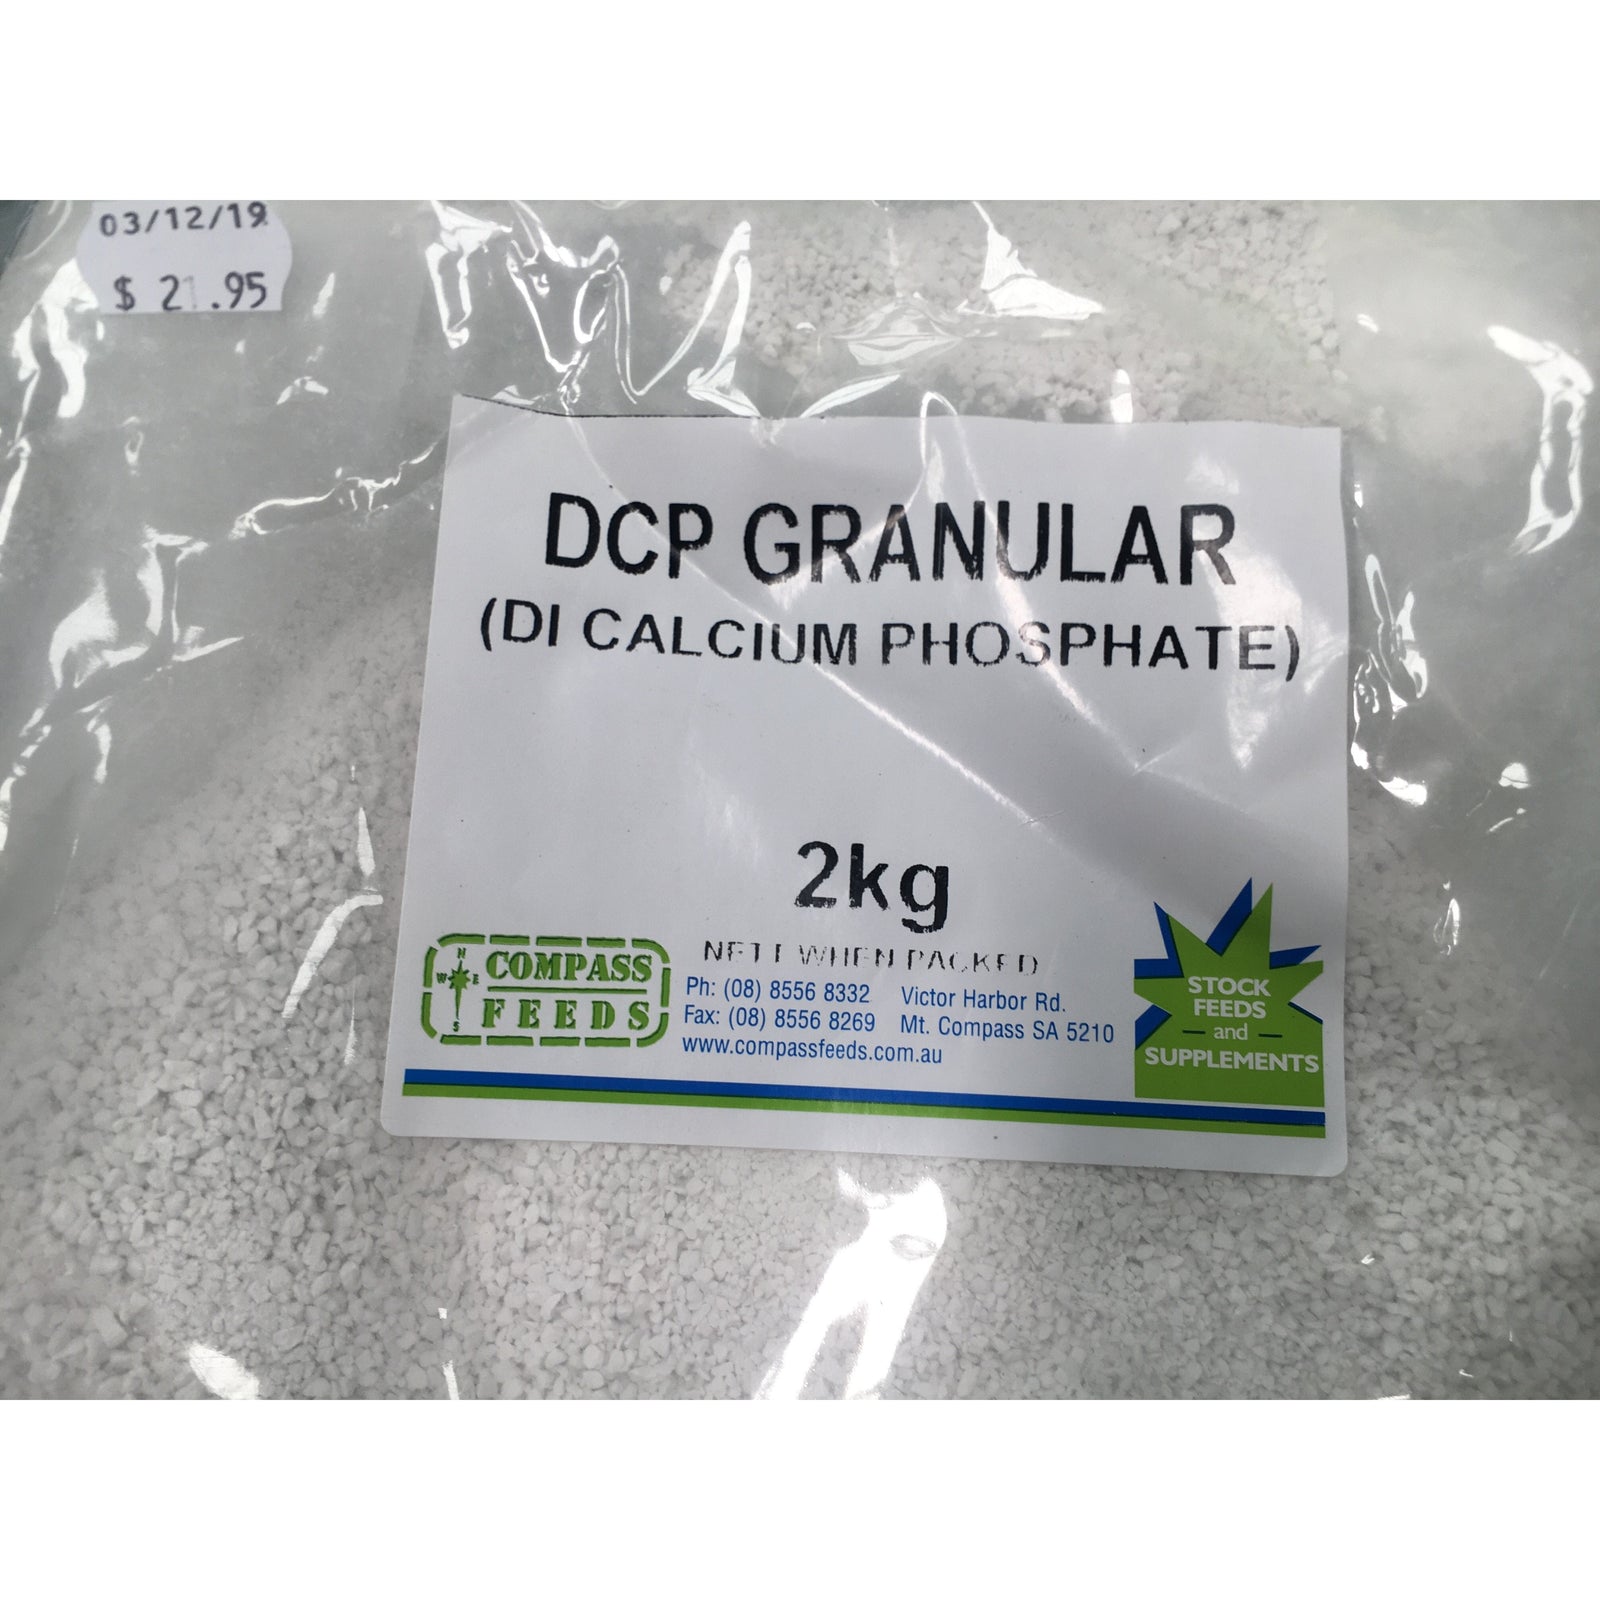 03/12/19
$ 21.95
DCP GRANULAR
(DI CALCIUM PHOSPHATE)
2kg
NETT WHEN PACKED
N
W E
S
COMPASS
FEEDS
Ph: (08) 8556 8332 Victor Harbor Rd.
Fax: (08) 8556 8269 Mt. Compass SA 5210
www.compassfeeds.com.au
STOCK
FEEDS
and
SUPPLEMENTS